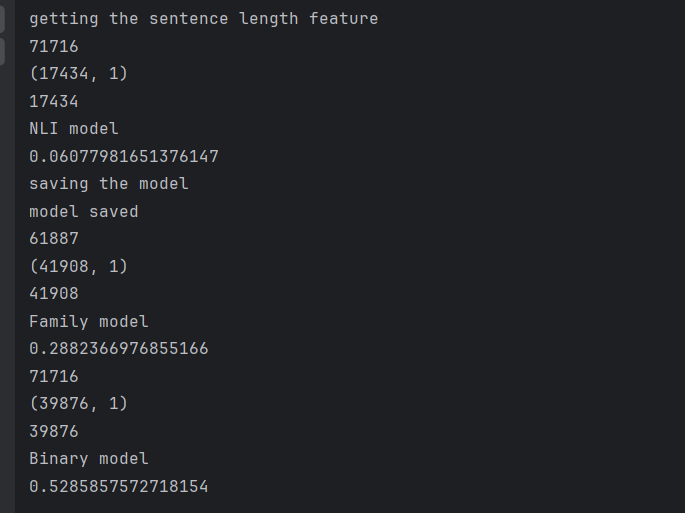 getting the sentence length feature
71716
(17434, 1)
17434
NLI model
0.06077981651376147
saving the model
model saved
61887
(41908, 1)
41908
Family model
0.2882366976855166
71716
(39876, 1)
39876
Binary model
0.5285857572718154